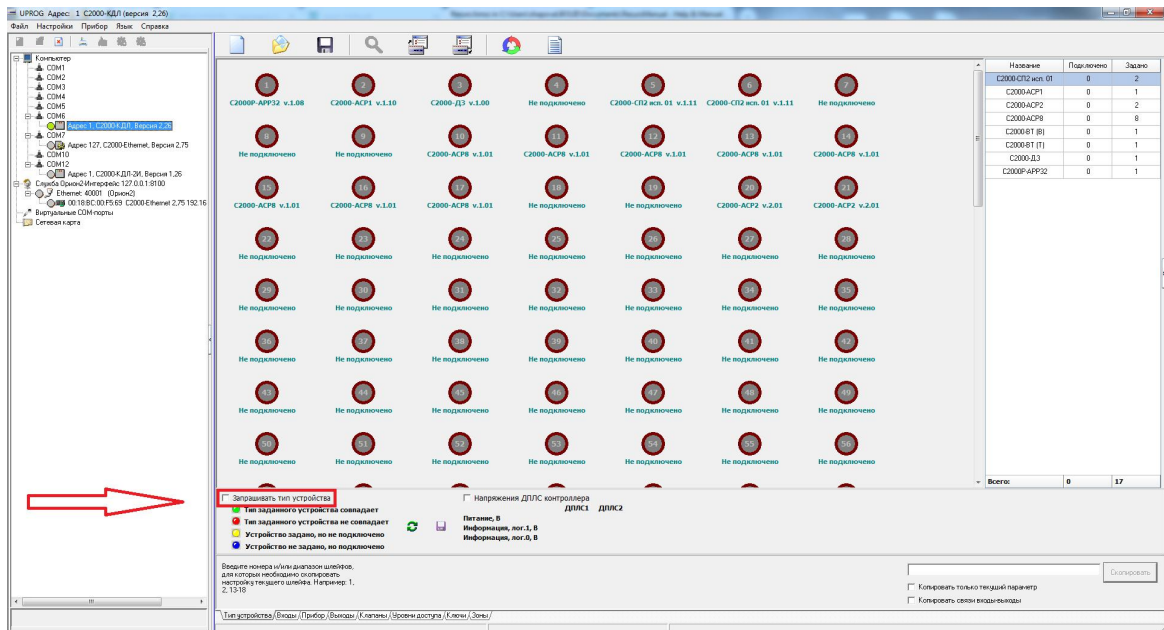 UPROG Адрес: 1 С2000-КДЛ (версия 2,26)
Файл Настройки Прибор Язык Справка
Компьютер
COM1
COM2
COM3
COM4
COM5
COM6
Адрес 1, С2000-КДЛ, Версия 2,26
COM7
Адрес 127, C2000-Ethernet, Версия 2.75
COM10
COM12
Адрес 1, С2000-КДЛ-2И, Версия 1,26
Служба Орион2-Интерфейс: 127.0.0.1:8100
Ethernet: 40001 (Орион2)
00:18:BC:00:F5:69 C2000-Ethernet 2,75 192.16
Виртуальные COM-порты
Сетевая карта
1 2 3 4 5 6 7
С2000Р-АРР32 v.1.08 С2000-АСР1 v.1.10 С2000-ДЗ v.1.00 Не подключено С2000-СП2 исп. 01 v.1.11 С2000-СП2 исп. 01 v.1.11 Не подключено
8 9 10 11 12 13 14
Не подключено Не подключено С2000-АСР8 v.1.01 С2000-АСР8 v.1.01 С2000-АСР8 v.1.01 С2000-АСР8 v.1.01 С2000-АСР8 v.1.01
15 16 17 18 19 20 21
С2000-АСР8 v.1.01 С2000-АСР8 v.1.01 С2000-АСР8 v.1.01 Не подключено Не подключено С2000-АСР2 v.2.01 С2000-АСР2 v.2.01
22 23 24 25 26 27 28
Не подключено Не подключено Не подключено Не подключено Не подключено Не подключено Не подключено
29 30 31 32 33 34 35
Не подключено Не подключено Не подключено Не подключено Не подключено Не подключено Не подключено
36 37 38 39 40 41 42
Не подключено Не подключено Не подключено Не подключено Не подключено Не подключено Не подключено
43 44 45 46 47 48 49
Не подключено Не подключено Не подключено Не подключено Не подключено Не подключено Не подключено
50 51 52 53 54 55 56
Не подключено Не подключено Не подключено Не подключено Не подключено Не подключено Не подключено
Название Подключено Задано
С2000-СП2 исп. 01 0 2
С2000-АСР1 0 1
С2000-АСР2 0 2
С2000-АСР8 0 8
С2000-ВТ (В) 0 1
С2000-ВТ (Т) 0 1
С2000-ДЗ 0 1
С2000Р-АРР32 0 1
Всего: 0 17
Запрашивать тип устройства
Тип заданного устройства совпадает
Тип заданного устройства не совпадает
Устройство задано, но не подключено
Устройство не задано, но подключено
Напряжения ДПЛС контроллера
ДПЛС1 ДПЛС2
Питание, В
Информация, лог.1, В
Информация, лог.0, В
Введите номера и/или диапазон шлейфов,
для которых необходимо скопировать
настройку текущего шлейфа. Например: 1,
2, 13-18
Скопировать
Копировать только текущий параметр
Копировать связи входы-выходы
Тип устройства Входы Прибор Выходы Клапаны Уровни доступа Ключи Зоны